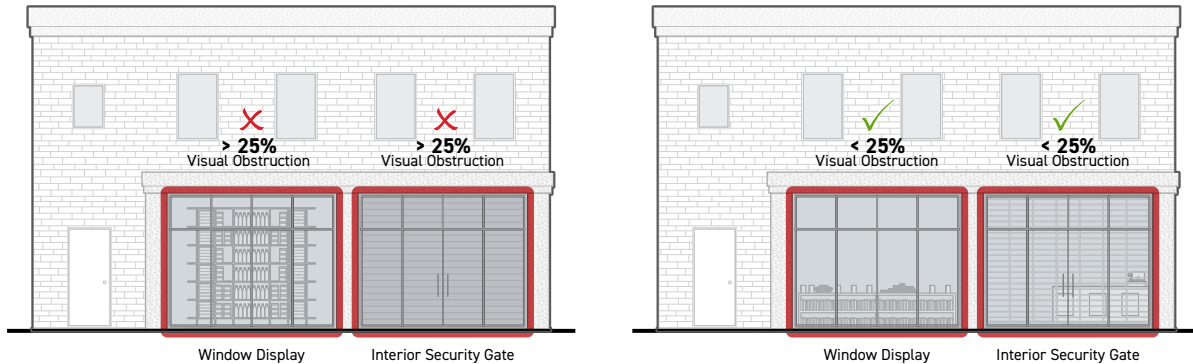 > 25%
Visual Obstruction
> 25%
Visual Obstruction
Window Display
Interior Security Gate
< 25%
Visual Obstruction
< 25%
Visual Obstruction
Window Display
Interior Security Gate